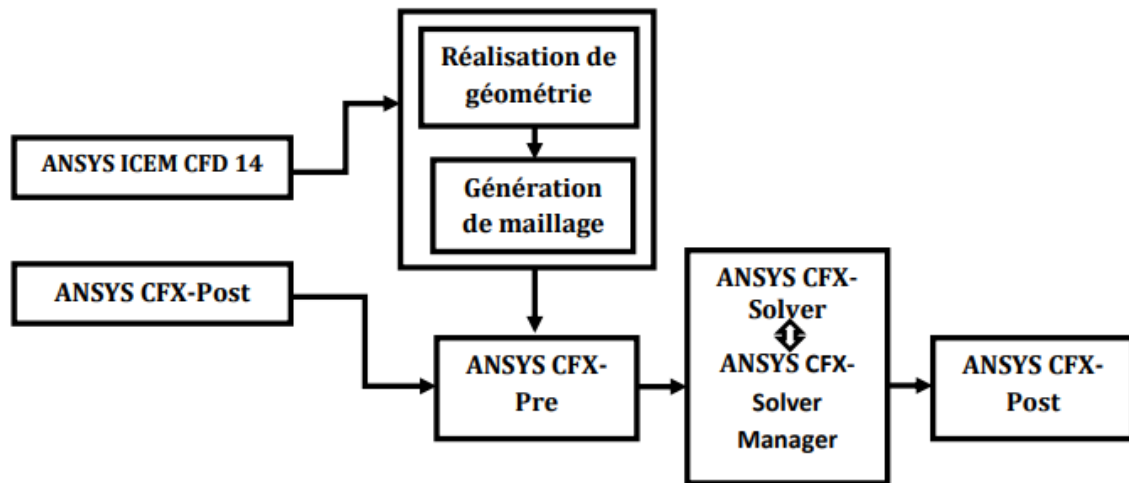 Réalisation de
géométrie
ANSYS ICEM CFD 14
Génération
de maillage
ANSYS CFX-Post
ANSYS CFX-
Pre
ANSYS CFX-
Solver
ANSYS CFX-
Solver
Manager
ANSYS CFX-
Post